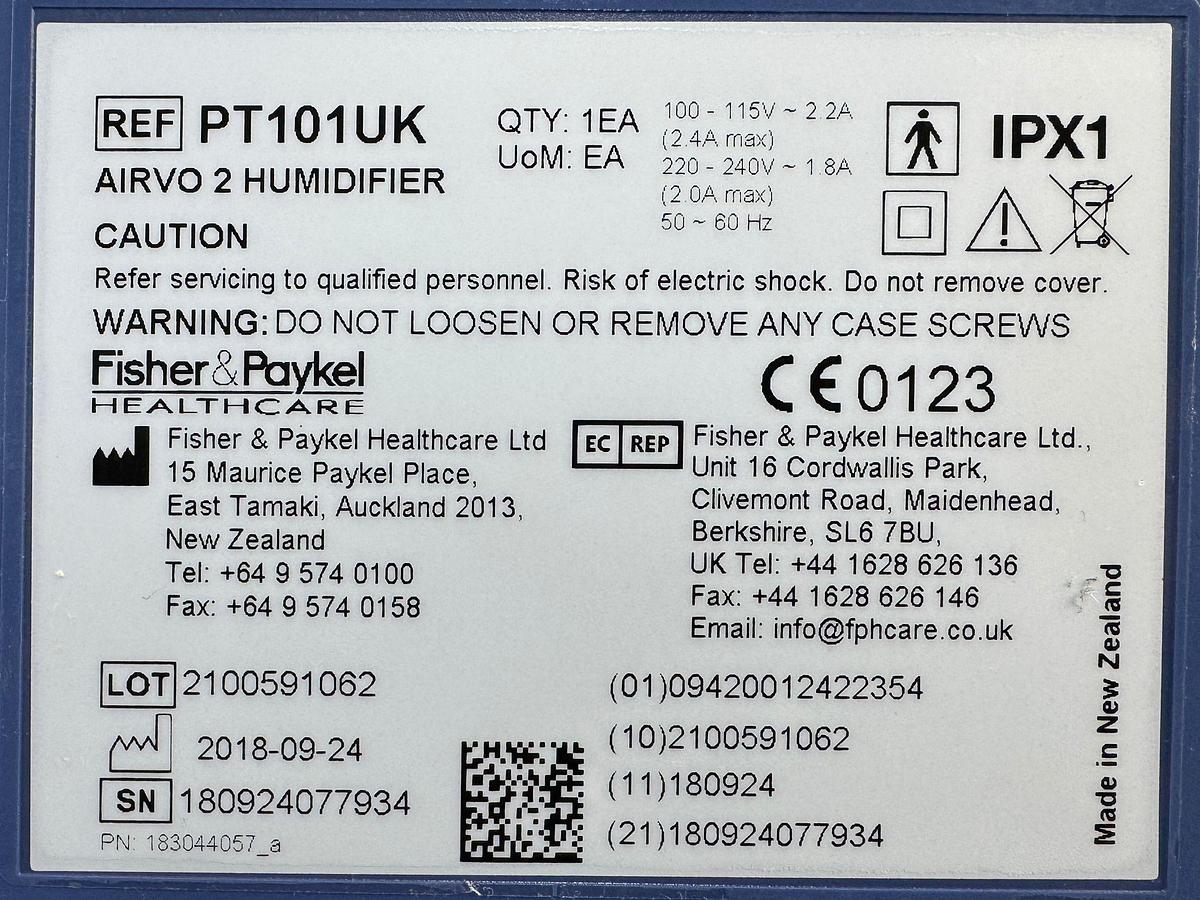 REF PT101UK
AIRVO 2 HUMIDIFIER
QTY: 1EA
UoM: EA
100 - 115V ~ 2.2A
(2.4A max)
220 - 240V ~ 1.8A
(2.0A max)
50 ~ 60 Hz
IPX1
CAUTION
Refer servicing to qualified personnel. Risk of electric shock. Do not remove cover.
WARNING: DO NOT LOOSEN OR REMOVE ANY CASE SCREWS
Fisher & Paykel
HEALTHCARE
CE 0123
Fisher & Paykel Healthcare Ltd
15 Maurice Paykel Place,
East Tamaki, Auckland 2013,
New Zealand
Tel: +64 9 574 0100
Fax: +64 9 574 0158
EC REP
Fisher & Paykel Healthcare Ltd.,
Unit 16 Cordwallis Park,
Clivemont Road, Maidenhead,
Berkshire, SL6 7BU,
UK Tel: +44 1628 626 136
Fax: +44 1628 626 146
Email: info@fphcare.co.uk
LOT 2100591062
2018-09-24
SN 180924077934
PN: 183044057_a
(01)09420012422354
(10)2100591062
(11)180924
(21)180924077934
Made in New Zealand